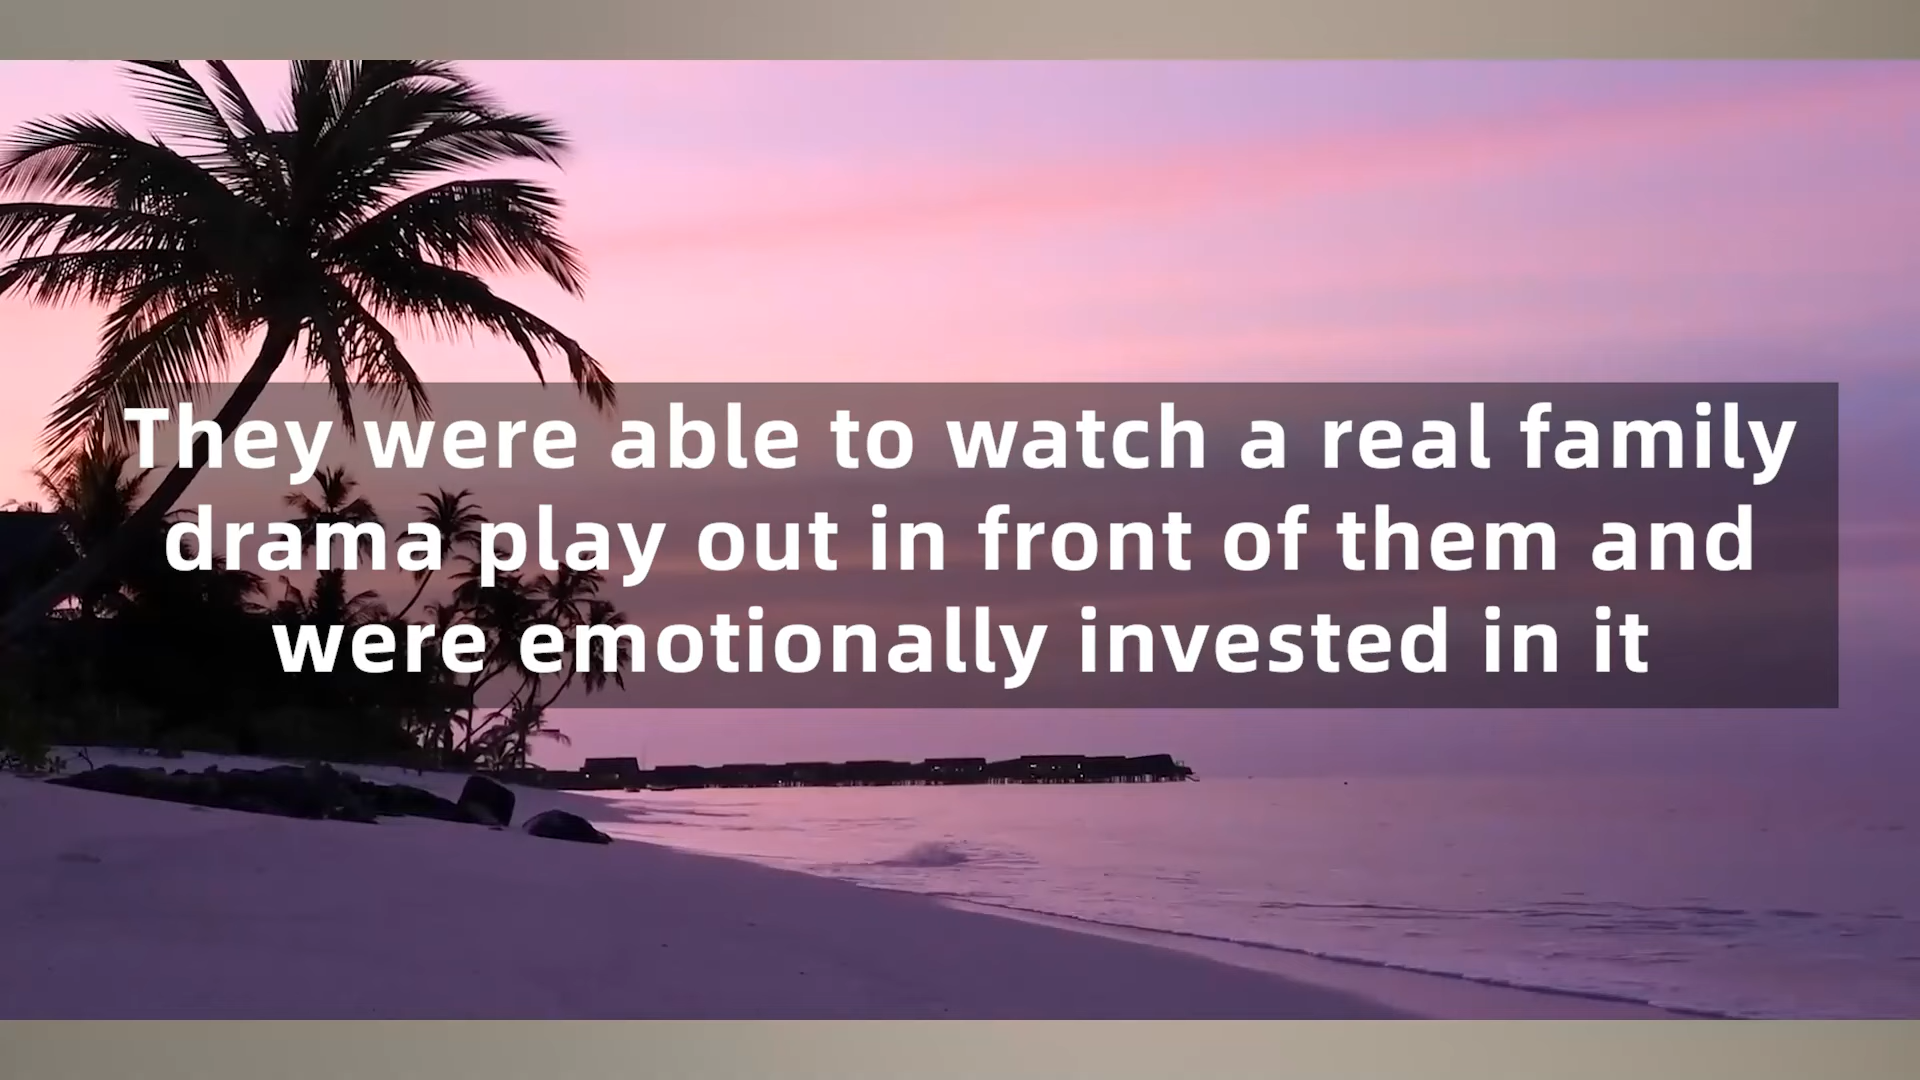 They were able to watch a real family
drama play out in front of them and
were emotionally invested in it